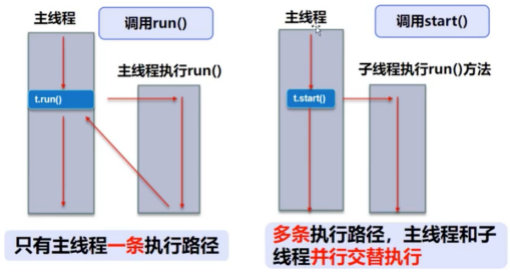 主线程
调用run()
主线程执行run()
t.run()
只有主线程一条执行路径
主线程
调用start()
子线程执行run()方法
t.start()
多条执行路径，主线程和子
线程并行交替执行